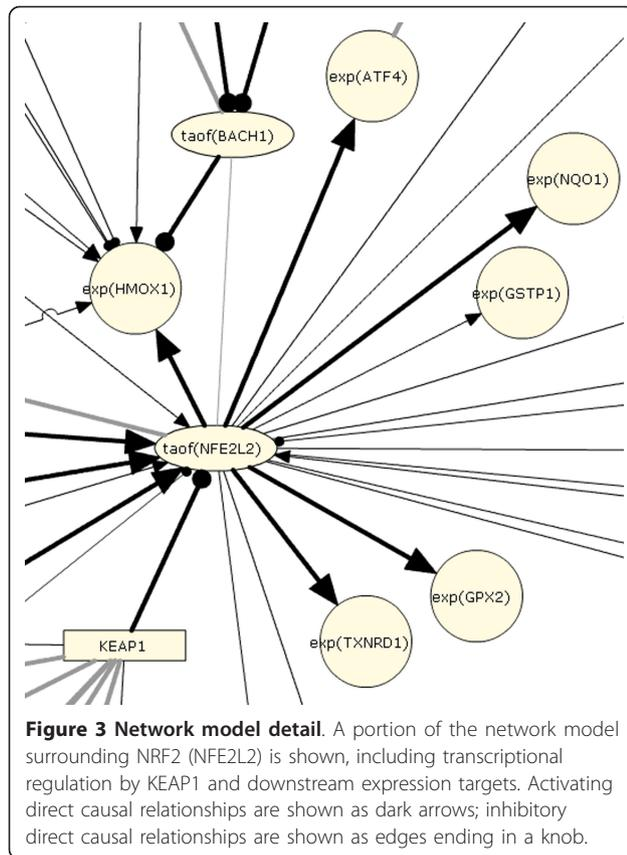 exp(ATF4)
taof(BACH1)
exp(NQO1)
exp(HMOX1)
exp(GSTP1)
taof(NFE2L2)
exp(GPX2)
KEAP1
exp(TXNRD1)
Figure 3 Network model detail. A portion of the network model
surrounding NRF2 (NFE2L2) is shown, including transcriptional
regulation by KEAP1 and downstream expression targets. Activating
direct causal relationships are shown as dark arrows; inhibitory
direct causal relationships are shown as edges ending in a knob.